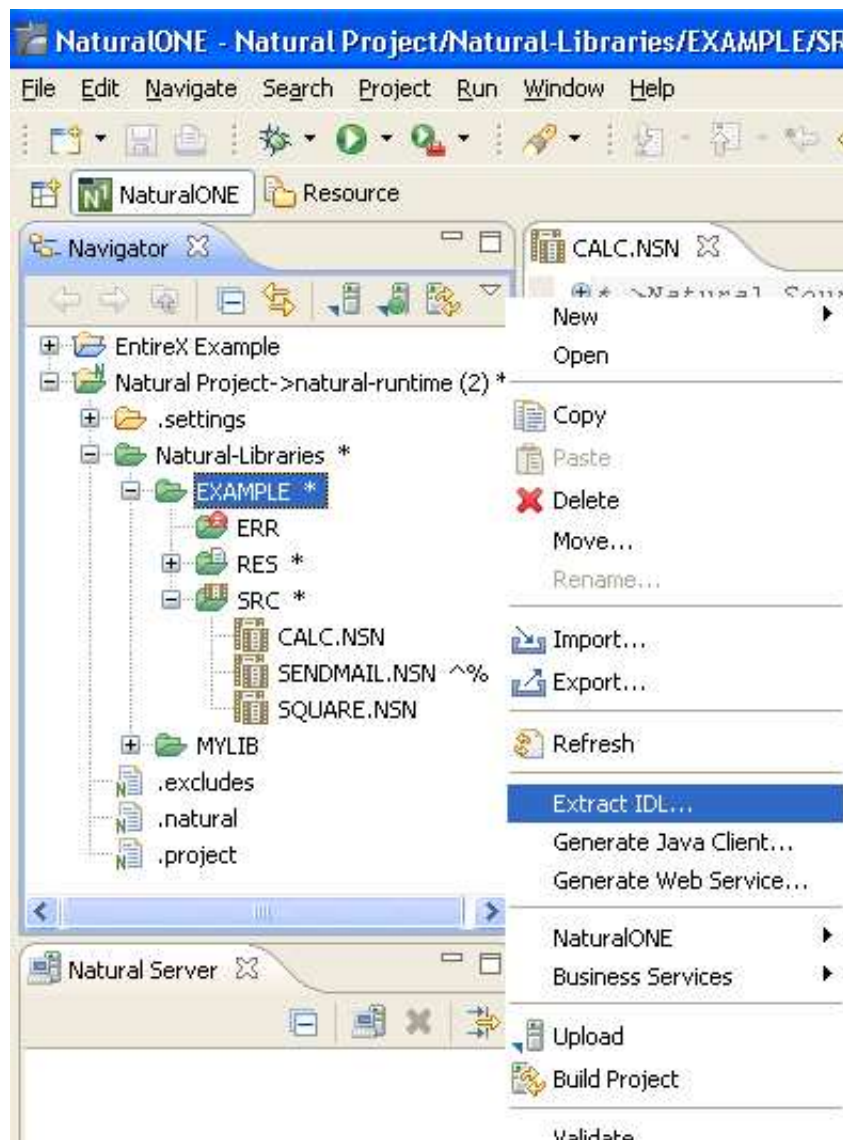 NaturalONE - Natural Project/Natural-Libraries/EXAMPLE/SR
File Edit Navigate Search Project Run Window Help
NaturalONE Resource
Navigator CALC.NSN
* >Natural Sour
EntireX Example
Natural Project->natural-runtime (2) *
.settings
Natural-Libraries *
EXAMPLE *
ERR
RES *
SRC *
CALC.NSN
SENDMAIL.NSN ^%
SQUARE.NSN
MYLIB
.excludes
.natural
.project
Natural Server
New
Open
Copy
Paste
Delete
Move...
Rename...
Import...
Export...
Refresh
Extract IDL...
Generate Java Client...
Generate Web Service...
NaturalONE
Business Services
Upload
Build Project
Validate